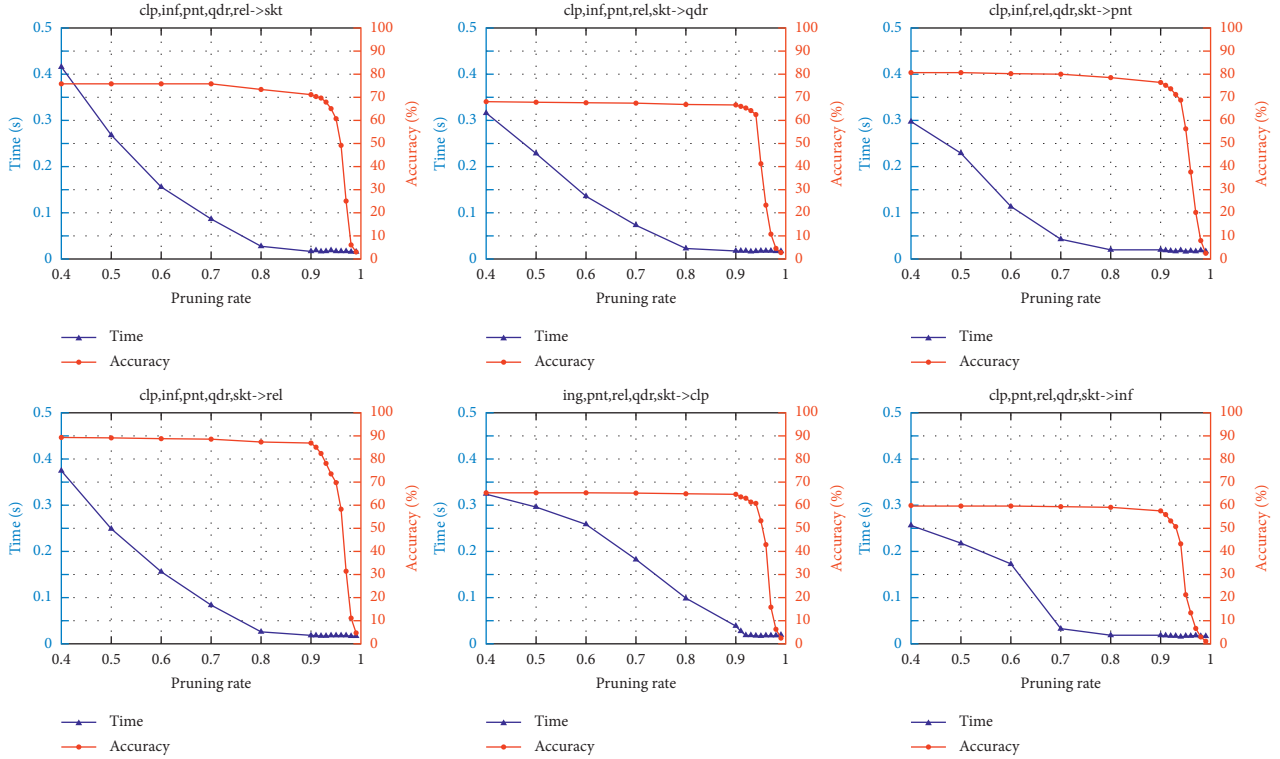 clp,inf,pnt,qdr,rel->skt
0.5
0.4
0.3
0.2
0.1
0
Time (s)
100
90
80
70
60
50
40
30
20
10
0
Accuracy (%)
0.4 0.5 0.6 0.7 0.8 0.9 1
Pruning rate
Time
Accuracy
clp,inf,pnt,rel,skt->qdr
0.5
0.4
0.3
0.2
0.1
0
Time (s)
100
90
80
70
60
50
40
30
20
10
0
Accuracy (%)
0.4 0.5 0.6 0.7 0.8 0.9 1
Pruning rate
Time
Accuracy
clp,inf,rel,qdr,skt->pnt
0.5
0.4
0.3
0.2
0.1
0
Time (s)
100
90
80
70
60
50
40
30
20
10
0
Accuracy (%)
0.4 0.5 0.6 0.7 0.8 0.9 1
Pruning rate
Time
Accuracy
clp,inf,pnt,qdr,skt->rel
0.5
0.4
0.3
0.2
0.1
0
Time (s)
100
90
80
70
60
50
40
30
20
10
0
Accuracy (%)
0.4 0.5 0.6 0.7 0.8 0.9 1
Pruning rate
Time
Accuracy
ing,pnt,rel,qdr,skt->clp
0.5
0.4
0.3
0.2
0.1
0
Time (s)
100
90
80
70
60
50
40
30
20
10
0
Accuracy (%)
0.4 0.5 0.6 0.7 0.8 0.9 1
Pruning rate
Time
Accuracy
clp,pnt,rel,qdr,skt->inf
0.5
0.4
0.3
0.2
0.1
0
Time (s)
100
90
80
70
60
50
40
30
20
10
0
Accuracy (%)
0.4 0.5 0.6 0.7 0.8 0.9 1
Pruning rate
Time
Accuracy